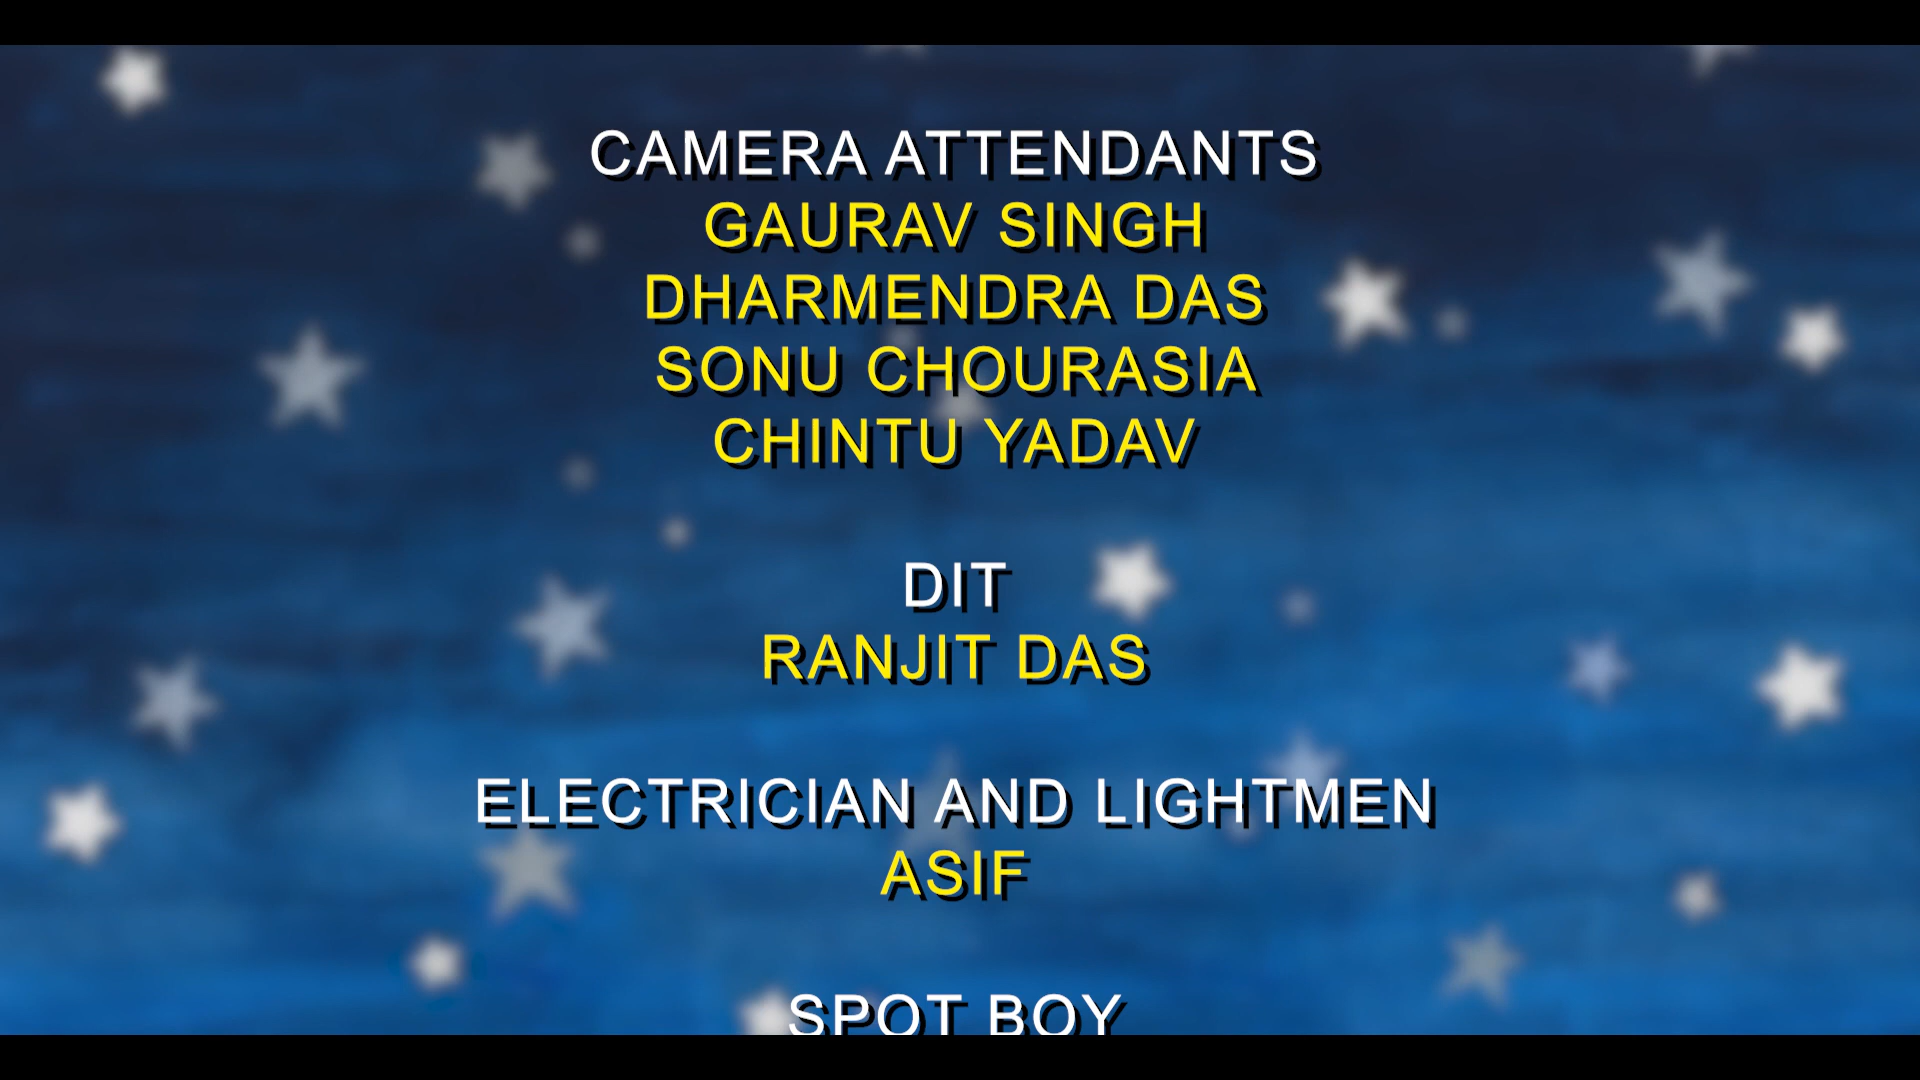 CAMERA ATTENDANTS
GAURAV SINGH
DHARMENDRA DAS
SONU CHOURASIA
CHINTU YADAV
DIT
RANJIT DAS
ELECTRICIAN AND LIGHTMEN
ASIF
SPOT BOY